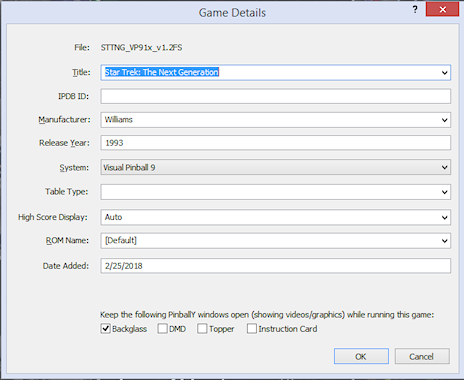 Game Details
File: STTNG_VP91x_v1.2FS
Title: Star Trek: The Next Generation
IPDB ID:
Manufacturer: Williams
Release Year: 1993
System: Visual Pinball 9
Table Type:
High Score Display: Auto
ROM Name: [Default]
Date Added: 2/25/2018
Keep the following PinballY windows open (showing videos/graphics) while running this game:
Backglass DMD Topper Instruction Card
OK Cancel